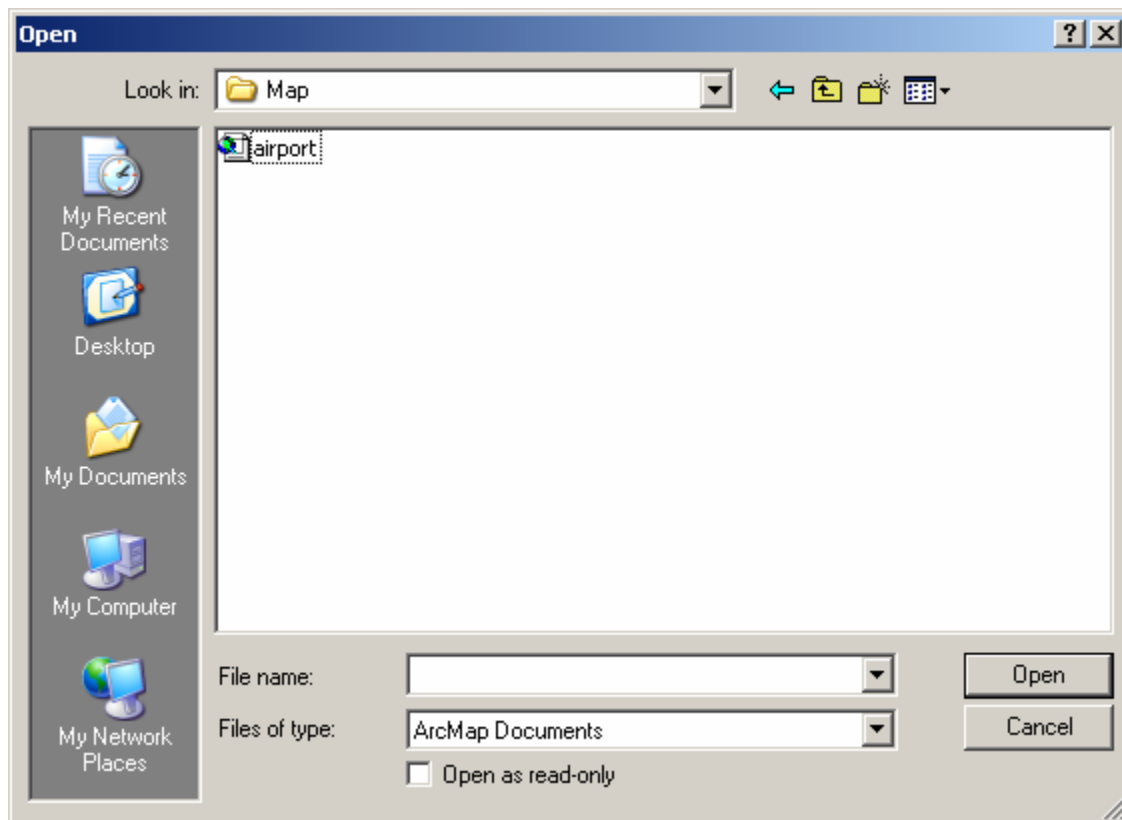 Open
Look in: Map
airport
My Recent
Documents
Desktop
My Documents
My Computer
My Network
Places
File name:
Open
Files of type: ArcMap Documents
Cancel
Open as read-only